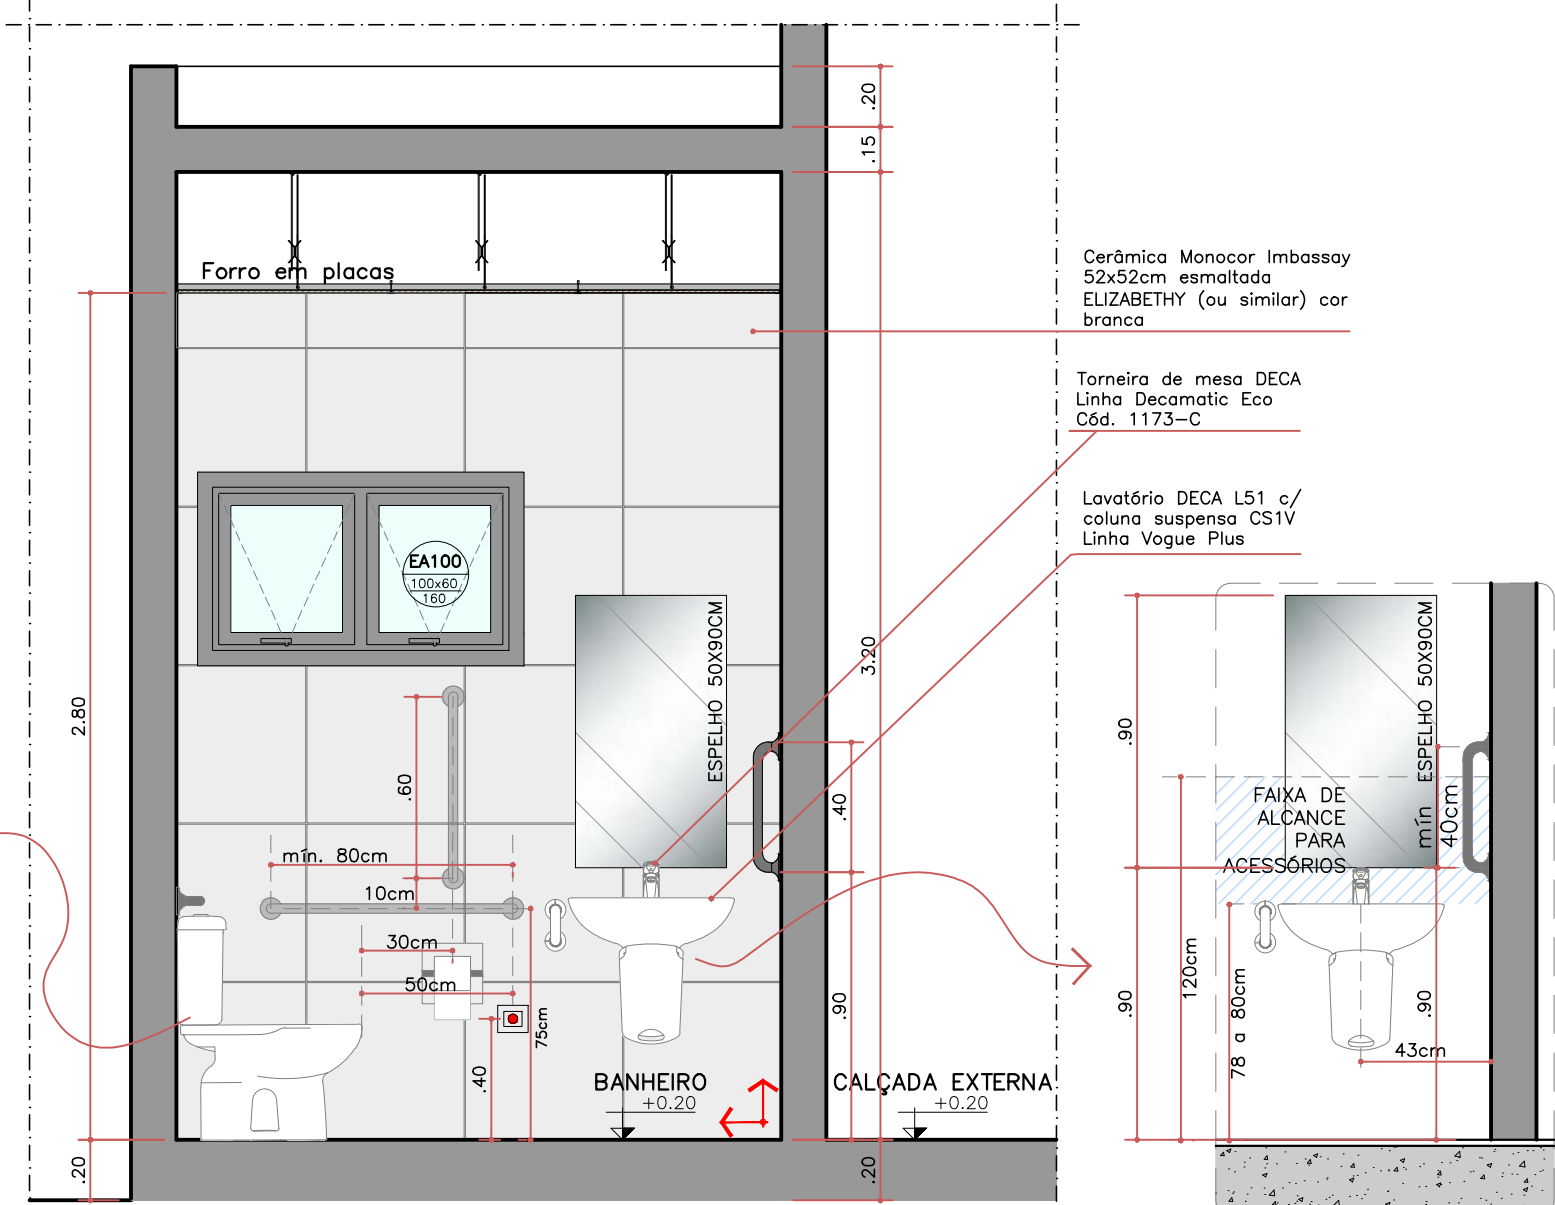 .20
.15
Forro em placas
Cerâmica Monocor Imbassay
52x52cm esmaltada
ELIZABETHY (ou similar) cor
branca
Torneira de mesa DECA
Linha Decamatic Eco
Cód. 1173-C
Lavatório DECA L51 c/
coluna suspensa CS1V
Linha Vogue Plus
EA100
100x60
160
ESPELHO 50X90CM
3.20
2.80
.60
.40
mín. 80cm
10cm
30cm
50cm
75cm
.40
.90
BANHEIRO
+0.20
CALÇADA EXTERNA
+0.20
.20
.20
ESPELHO 50X90CM
.90
FAIXA DE
ALCANCE
PARA
ACESSÓRIOS
mín
40cm
120cm
.90
78 a 80cm
.90
43cm